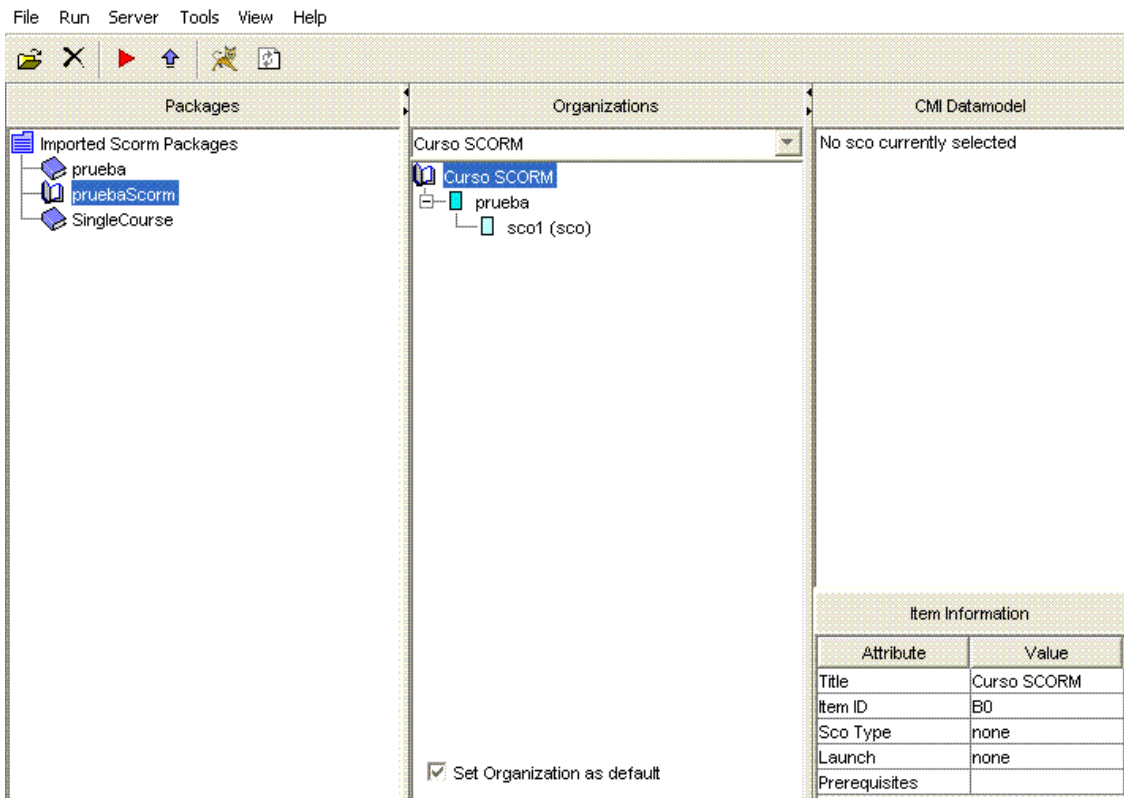 File Run Server Tools View Help
Packages
Imported Scorm Packages
prueba
pruebaScorm
SingleCourse
Organizations
Curso SCORM
Curso SCORM
prueba
sco1 (sco)
Set Organization as default
CMI Datamodel
No sco currently selected
Item Information
Attribute Value
Title Curso SCORM
Item ID B0
Sco Type none
Launch none
Prerequisites